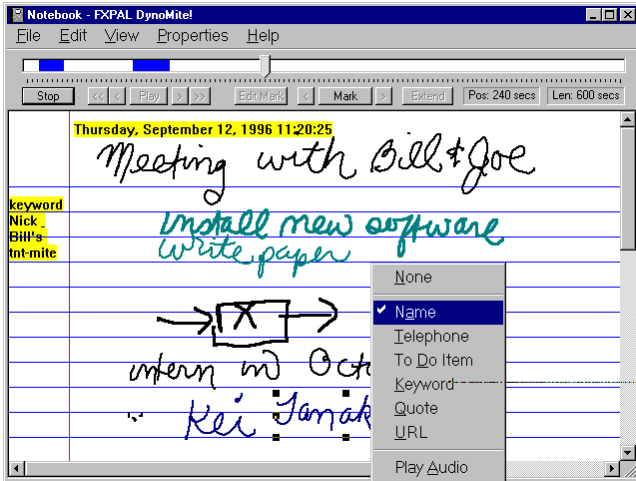 Notebook - FXPAL DynoMite!
File Edit View Properties Help
Stop << < Play > >> Edit Mark < Mark > Extend Pos: 240 secs Len: 600 secs
Thursday, September 12, 1996 11:20:25
Meeting with Bill & Joe
keyword
Nick
Bill's
tnt-mite
install new software
write paper
X
intern in Octo
Kei Tanak
None
✔ Name
Telephone
To Do Item
Keyword
Quote
URL
Play Audio